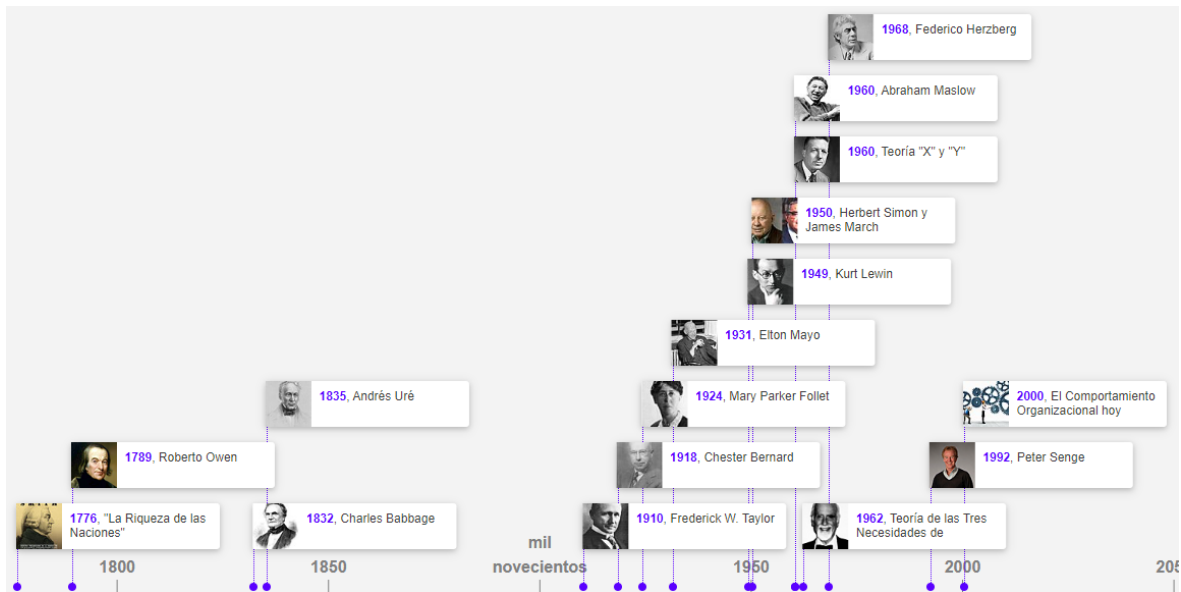 1968, Federico Herzberg
1960, Abraham Maslow
1960, Teoría "X" y "Y"
1950, Herbert Simon y
James March
1949, Kurt Lewin
1931, Elton Mayo
1835, Andrés Uré
1924, Mary Parker Follet
2000, El Comportamiento
Organizacional hoy
1789, Roberto Owen
1918, Chester Bernard
1992, Peter Senge
1776, "La Riqueza de las
Naciones"
1832, Charles Babbage
1910, Frederick W. Taylor
1962, Teoría de las Tres
Necesidades de
mil
novecientos
1800
1850
1950
2000
205